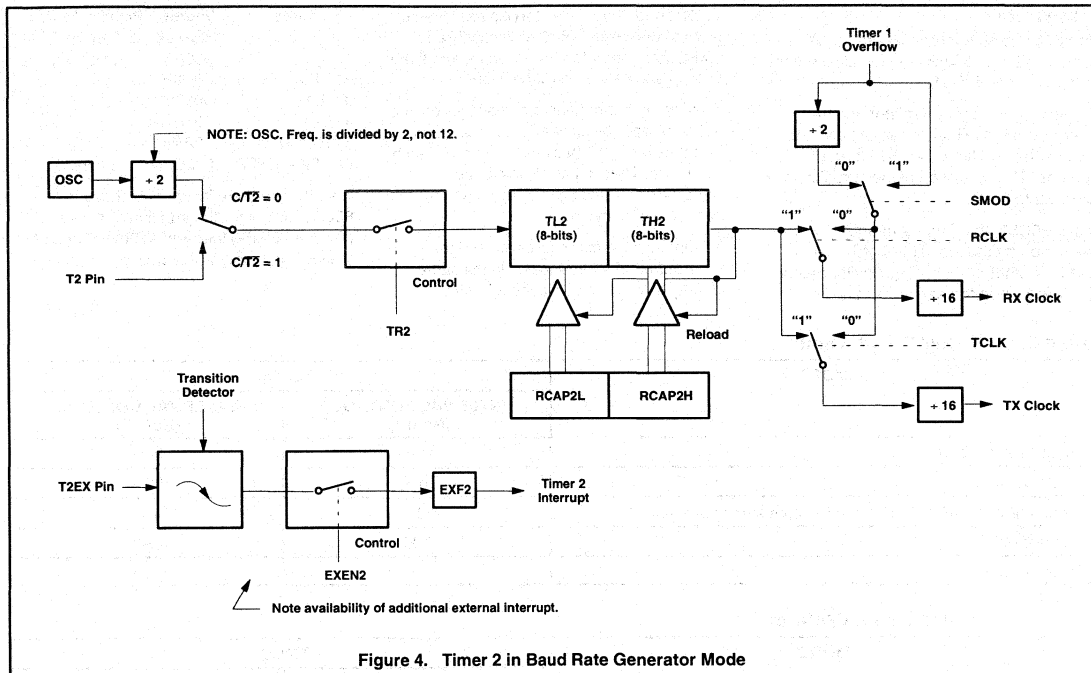 Timer 1
Overflow
÷ 2
NOTE: OSC. Freq. is divided by 2, not 12.
"0"
"1"
OSC
÷ 2
C/T2̅ = 0
SMOD
TL2
(8-bits)
TH2
(8-bits)
"1"
"0"
RCLK
T2 Pin
C/T2̅ = 1
Control
÷ 16
RX Clock
TR2
Reload
"1"
"0"
TCLK
Transition
Detector
RCAP2L
RCAP2H
÷ 16
TX Clock
T2EX Pin
EXF2
Timer 2
Interrupt
Control
EXEN2
Note availability of additional external interrupt.
Figure 4. Timer 2 in Baud Rate Generator Mode